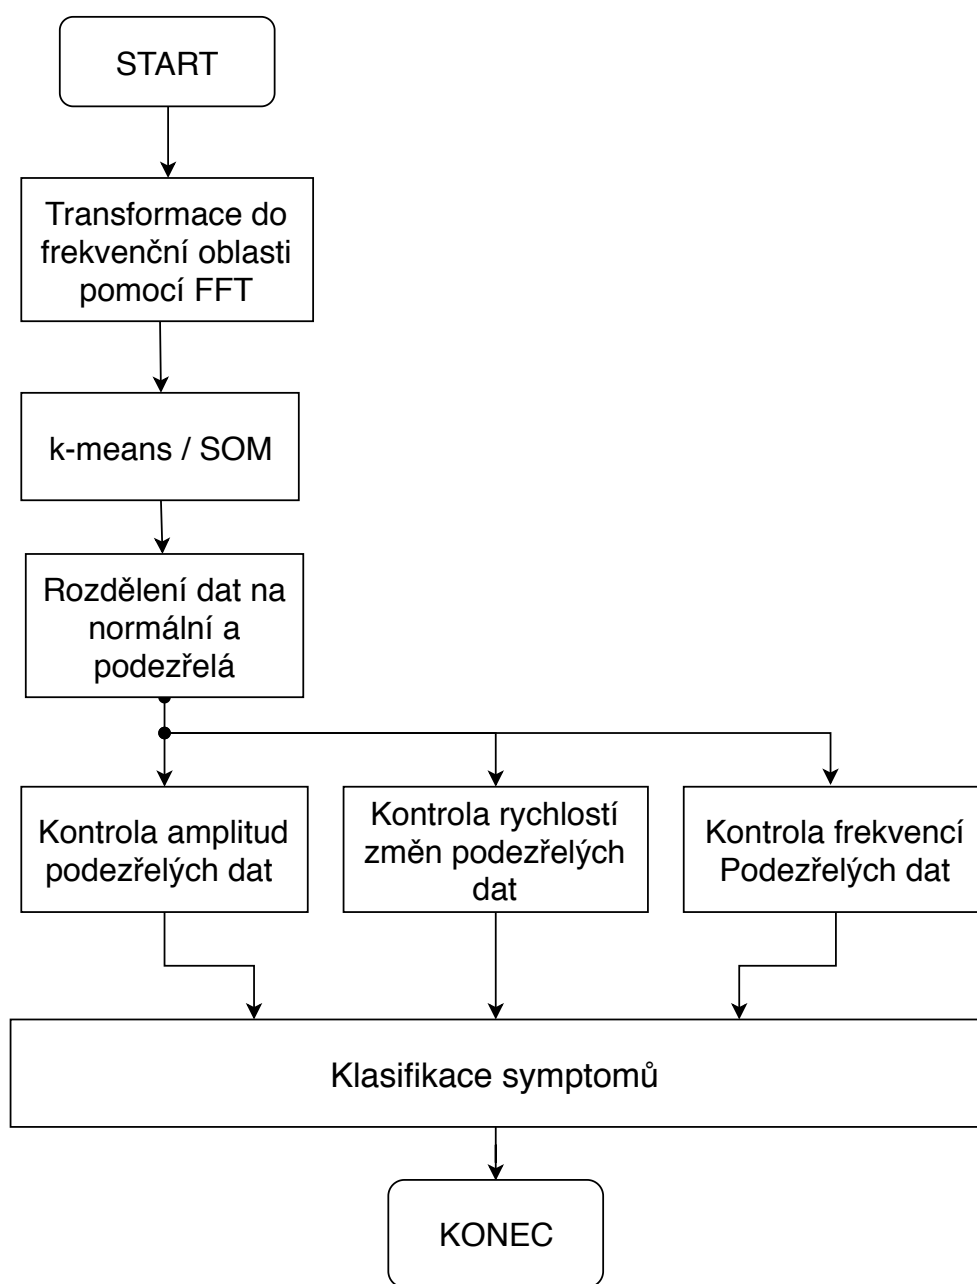 START
Transformace do
frekvenční oblasti
pomocí FFT
k-means / SOM
Rozdělení dat na
normální a
podezřelá
Kontrola amplitud
podezřelých dat
Kontrola rychlostí
změn podezřelých
dat
Kontrola frekvencí
Podezřelých dat
Klasifikace symptomů
KONEC